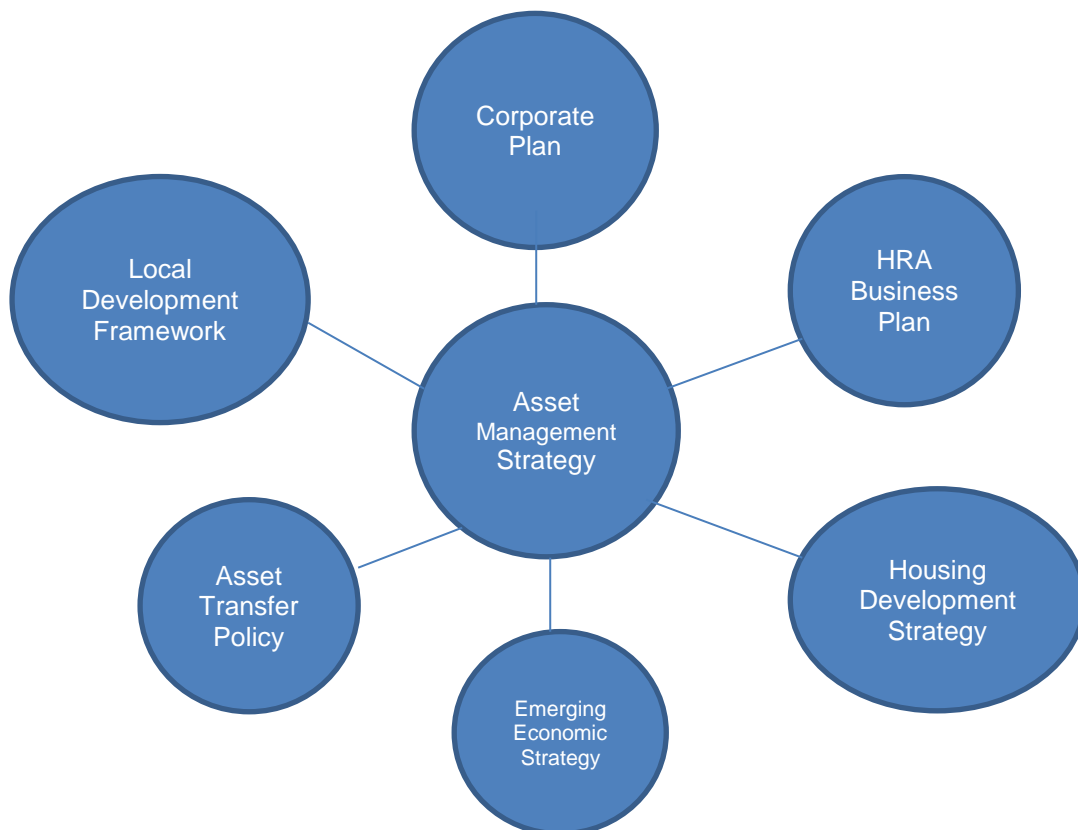 Corporate
Plan
Local
Development
Framework
HRA
Business
Plan
Asset
Management
Strategy
Asset
Transfer
Policy
Housing
Development
Strategy
Emerging
Economic
Strategy